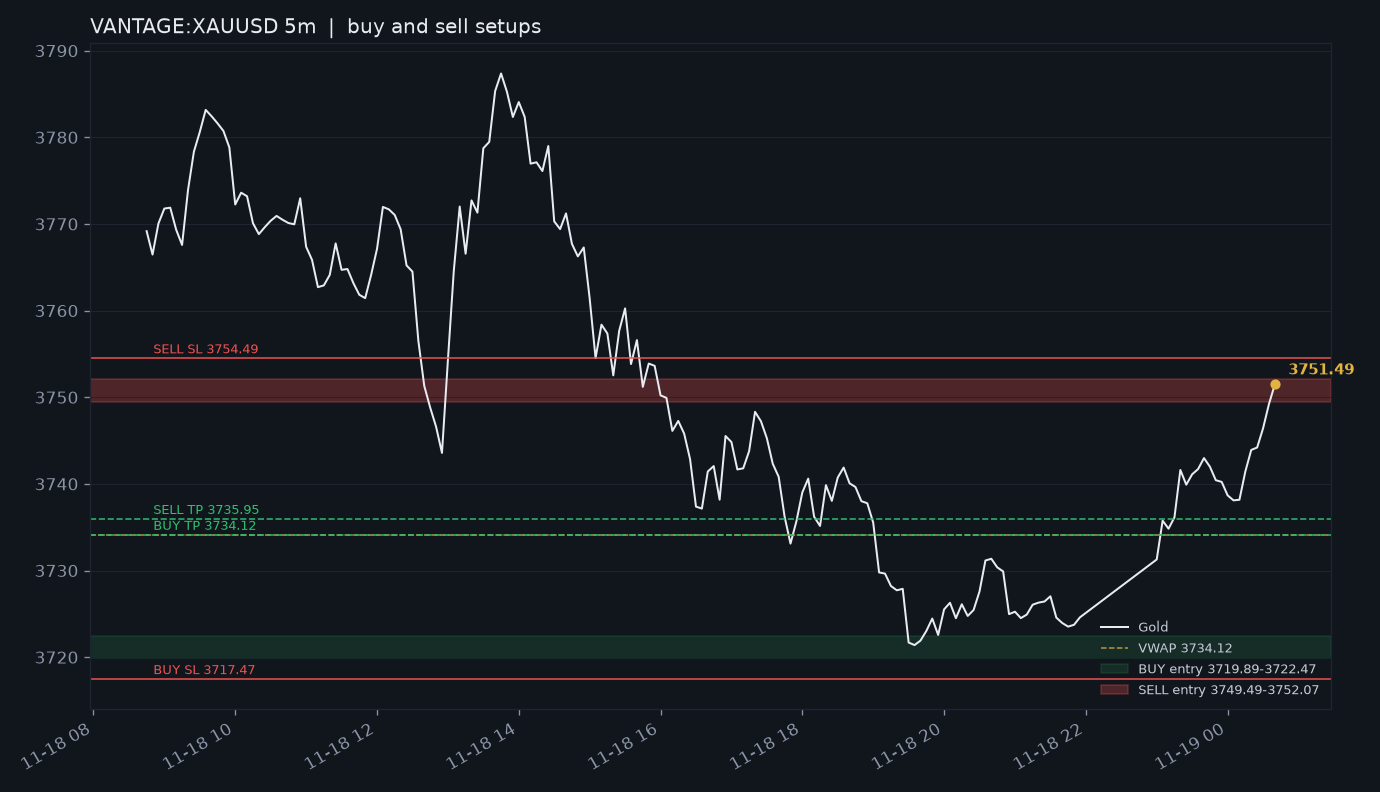 VANTAGE:XAUUSD 5m | buy and sell setups
3790
3780
3770
3760
3750
3740
3730
3720
SELL SL 3754.49
3751.49
SELL TP 3735.95
BUY TP 3734.12
BUY SL 3717.47
Gold
VWAP 3734.12
BUY entry 3719.89-3722.47
SELL entry 3749.49-3752.07
11-18 08
11-18 10
11-18 12
11-18 14
11-18 16
11-18 18
11-18 20
11-18 22
11-19 00